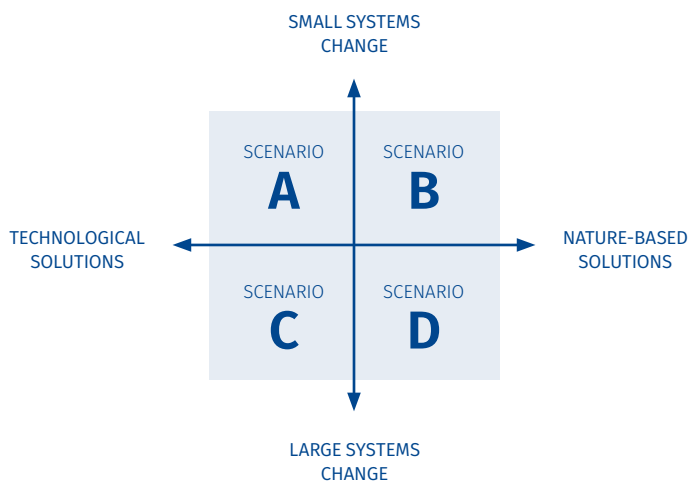 SMALL SYSTEMS
CHANGE
SCENARIO
A
SCENARIO
B
TECHNOLOGICAL
SOLUTIONS
NATURE-BASED
SOLUTIONS
SCENARIO
C
SCENARIO
D
LARGE SYSTEMS
CHANGE